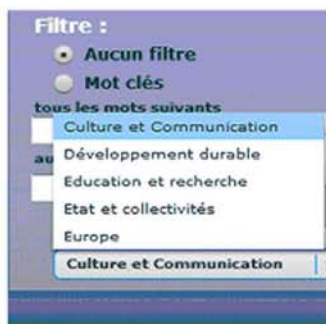 Filtre :
Aucun filtre
Mot clés
tous les mots suivants
Culture et Communication
au
Développement durable
Education et recherche
Etat et collectivités
Europe
Culture et Communication